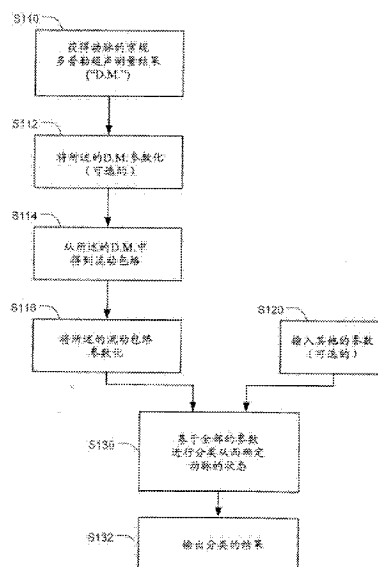 S110
获得动脉的常规
多普勒超声测量结果
("D.M.")
S112
将所述的D.M.参数化
(可选的)
S114
从所述的D.M.中
得到流动包络
S116
将所述的流动包络
参数化
S120
输入其他的参数
(可选的)
S130
基于全部的参数
进行分类从而确定
动脉的状态
S132
输出分类的结果